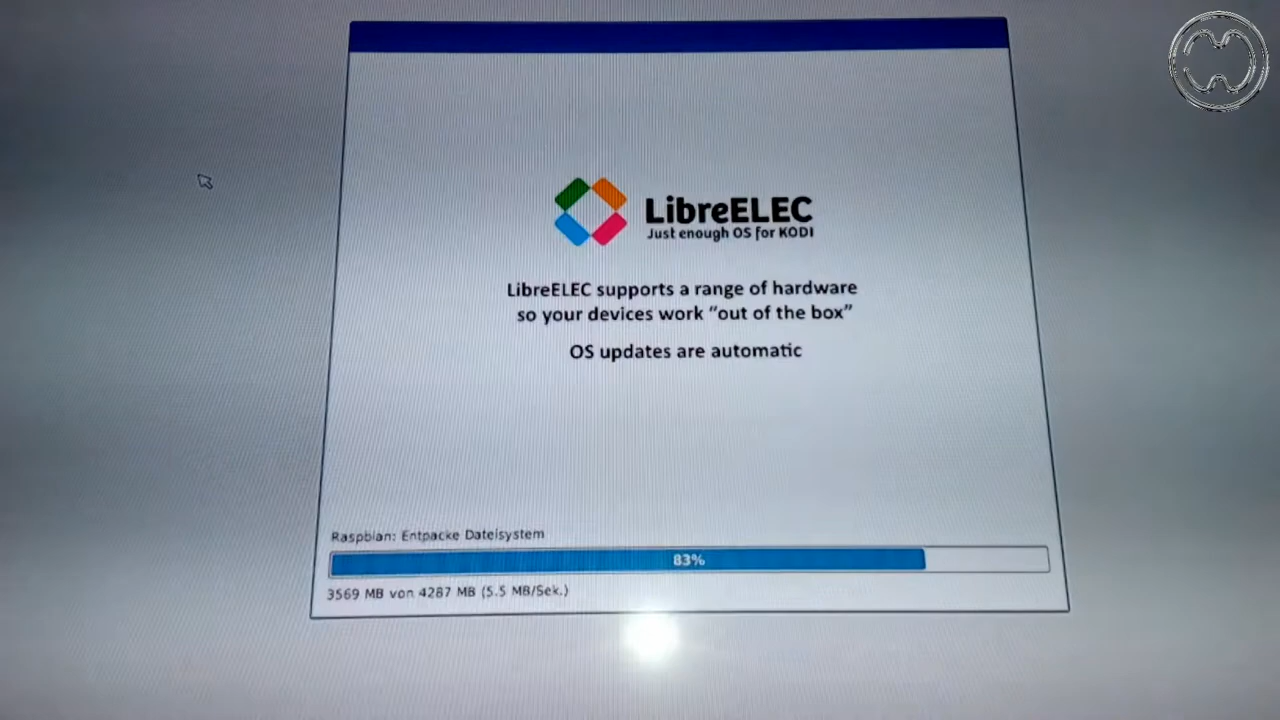 LibreELEC
Just enough OS for KODI
LibreELEC supports a range of hardware
so your devices work “out of the box”
OS updates are automatic
Raspbian: Entpacke Dateisystem
83%
3569 MB von 4287 MB (5.5 MB/Sek.)